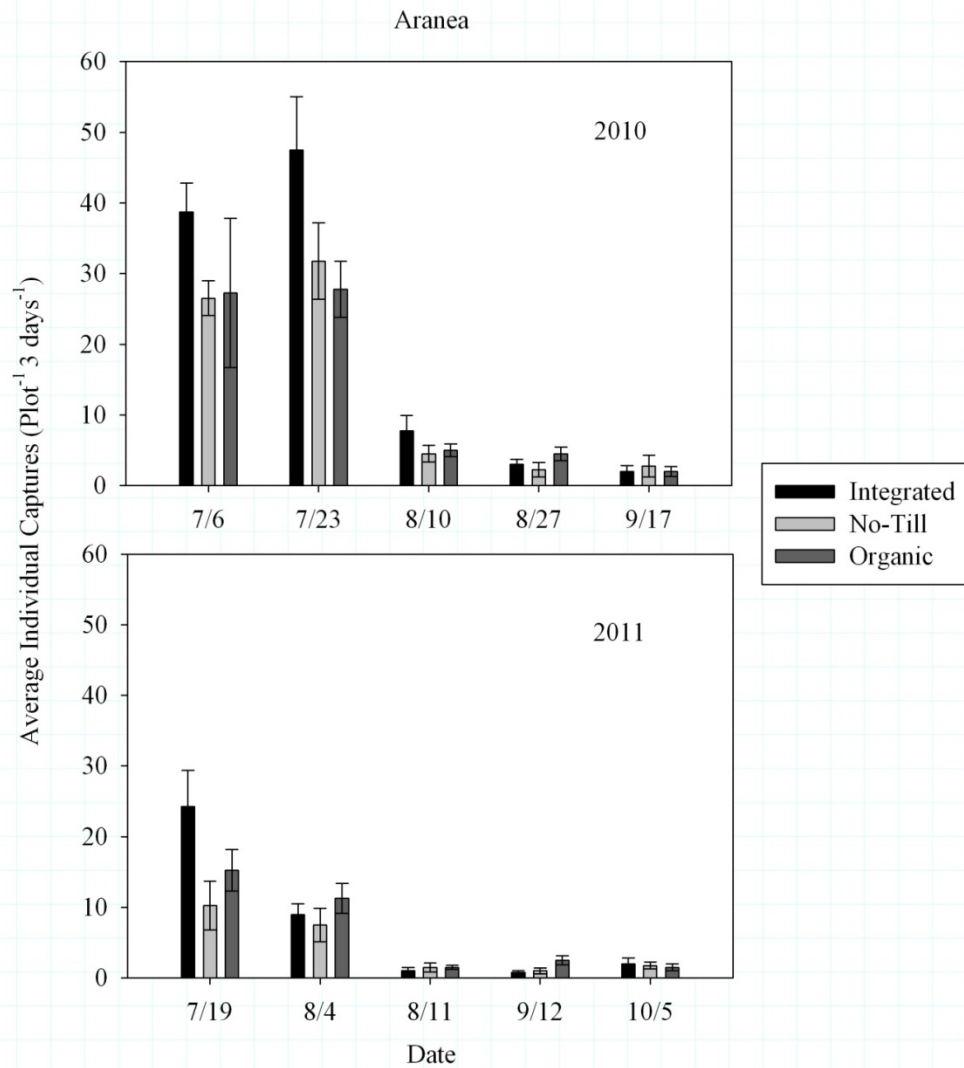 Aranea
Average Individual Captures (Plot⁻¹ 3 days⁻¹)
60
50
40
30
20
10
0
2010
7/6 7/23 8/10 8/27 9/17
Integrated
No-Till
Organic
60
50
40
30
20
10
0
2011
7/19 8/4 8/11 9/12 10/5
Date